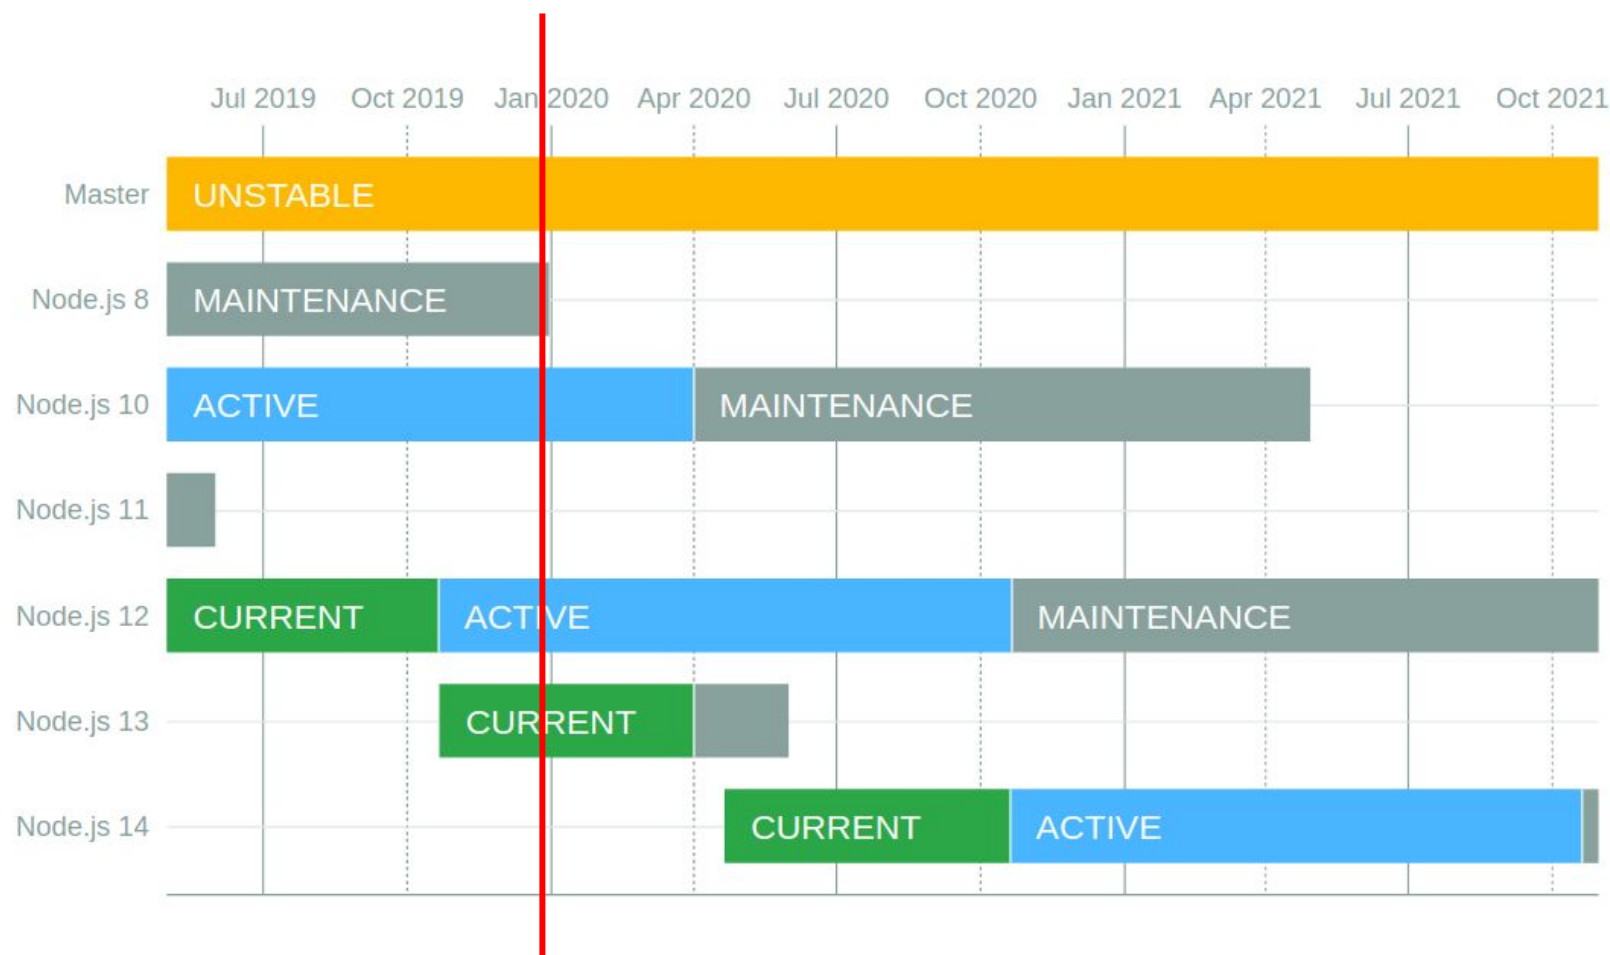 Jul 2019 Oct 2019 Jan 2020 Apr 2020 Jul 2020 Oct 2020 Jan 2021 Apr 2021 Jul 2021 Oct 2021
Master UNSTABLE
Node.js 8 MAINTENANCE
Node.js 10 ACTIVE MAINTENANCE
Node.js 11
Node.js 12 CURRENT ACTIVE MAINTENANCE
Node.js 13 CURRENT
Node.js 14 CURRENT ACTIVE